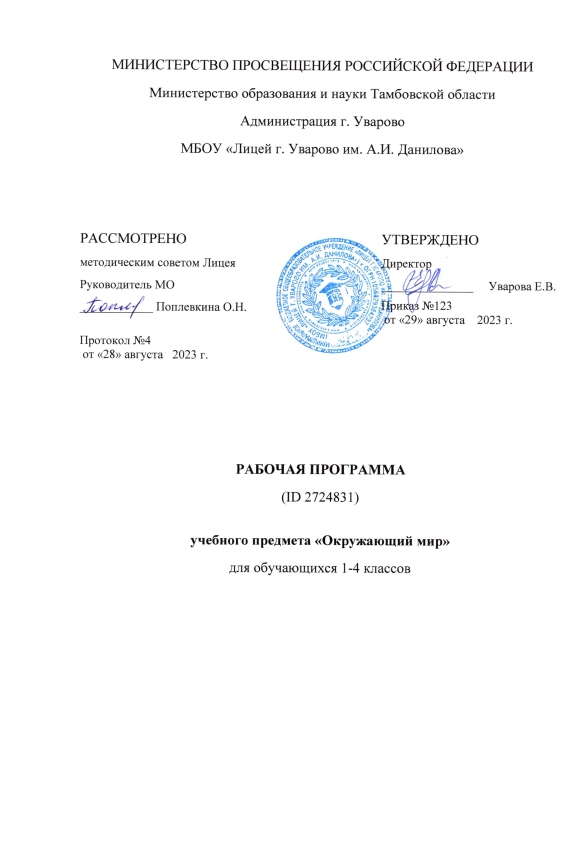 МИНИСТЕРСТВО ПРОСВЕЩЕНИЯ РОССИЙСКОЙ ФЕДЕРАЦИИ
Министерство образования и науки Тамбовской области
Администрация г. Уварово
МБОУ «Лицей г. Уварово им. А.И. Данилова»
РАССМОТРЕНО
методическим советом Лицея
Руководитель МО
Поплевкина О.Н.
Протокол №4
от «28» августа 2023 г.
УТВЕРЖДЕНО
Директор
Уварова Е.В.
Приказ №123
от «29» августа 2023 г.
РАБОЧАЯ ПРОГРАММА
(ID 2724831)
учебного предмета «Окружающий мир»
для обучающихся 1-4 классов